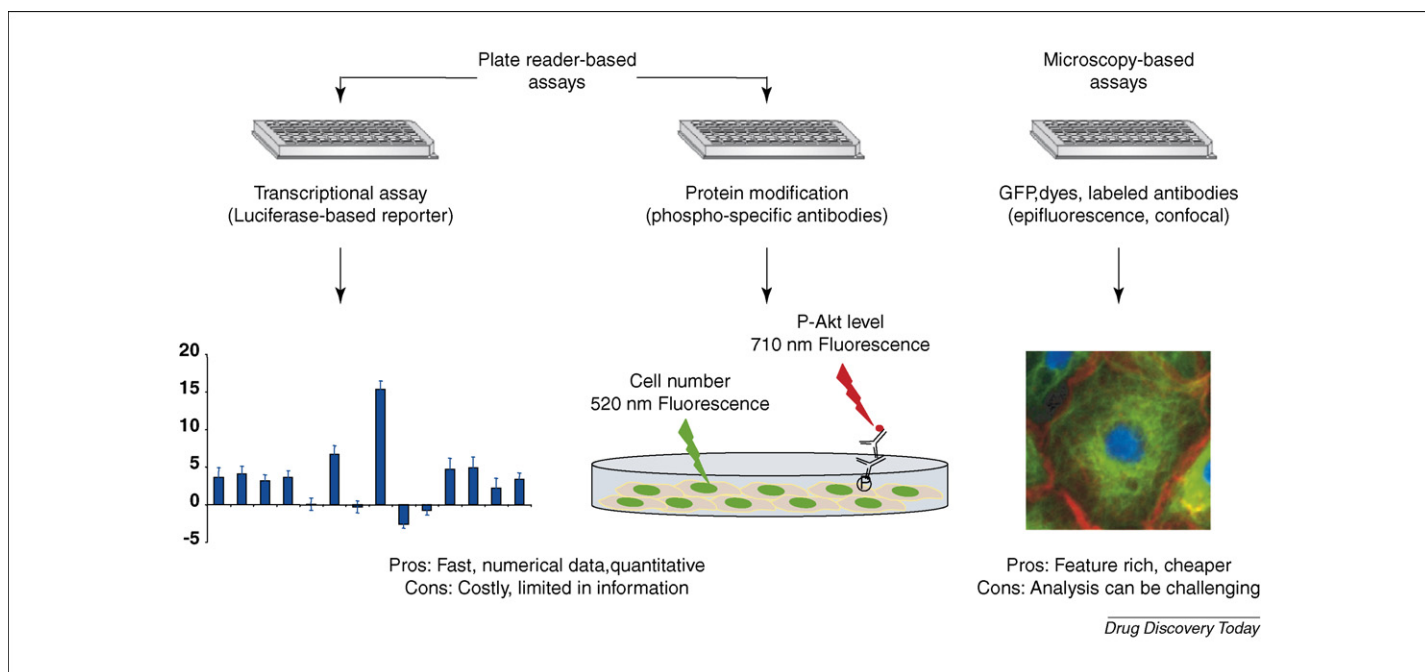 Plate reader-based
assays
Microscopy-based
assays
Transcriptional assay
(Luciferase-based reporter)
Protein modification
(phospho-specific antibodies)
GFP,dyes, labeled antibodies
(epifluorescence, confocal)
20
15
10
5
0
-5
P-Akt level
710 nm Fluorescence
Cell number
520 nm Fluorescence
P
Pros: Fast, numerical data,quantitative
Cons: Costly, limited in information
Pros: Feature rich, cheaper
Cons: Analysis can be challenging
Drug Discovery Today